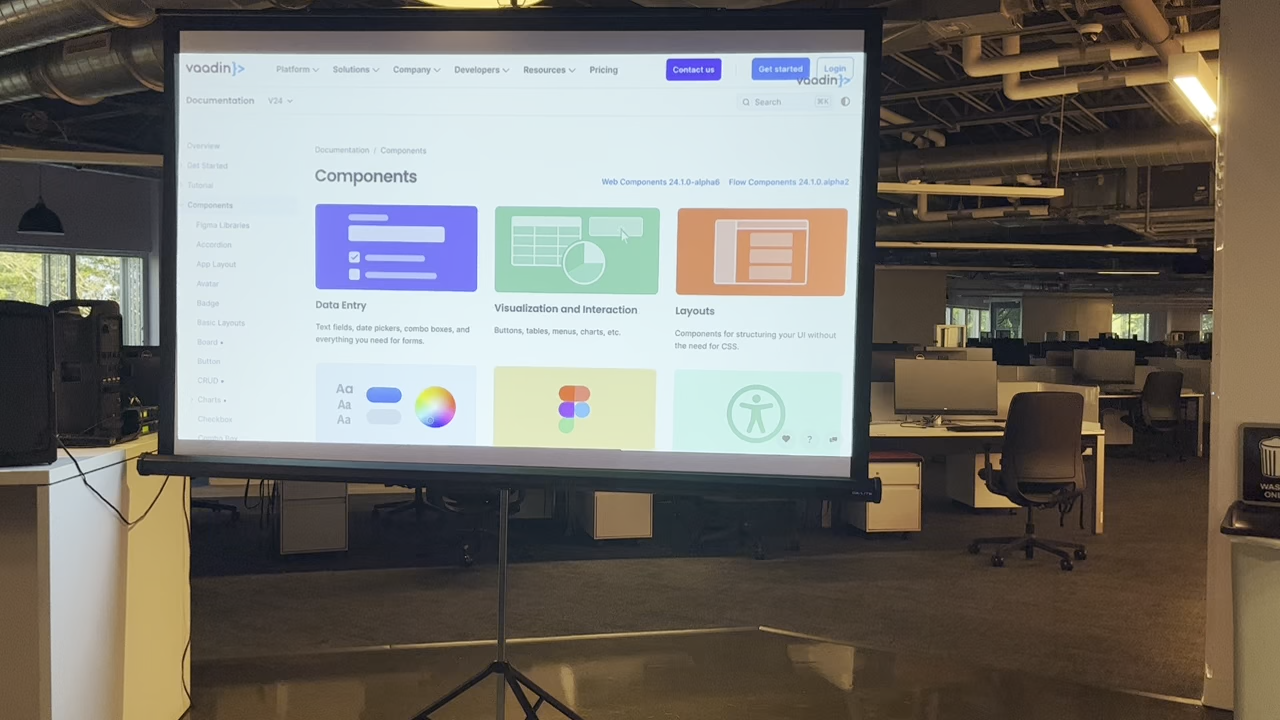 vaadin}>
Platform
Solutions
Company
Developers
Resources
Pricing
Contact us
Get started
Login
vaadin}>
Documentation
V24
Search
⌘K
Overview
Get Started
Tutorial
Components
Figma Libraries
Accordion
App Layout
Avatar
Badge
Basic Layouts
Board
Button
CRUD
Charts
Checkbox
Combo Box
Documentation / Components
Components
Web Components 24.1.0-alpha6
Flow Components 24.1.0.alpha2
Data Entry
Text fields, date pickers, combo boxes, and
everything you need for forms.
Visualization and Interaction
Buttons, tables, menus, charts, etc.
Layouts
Components for structuring your UI without
the need for CSS.
Aa
Aa
Aa
?